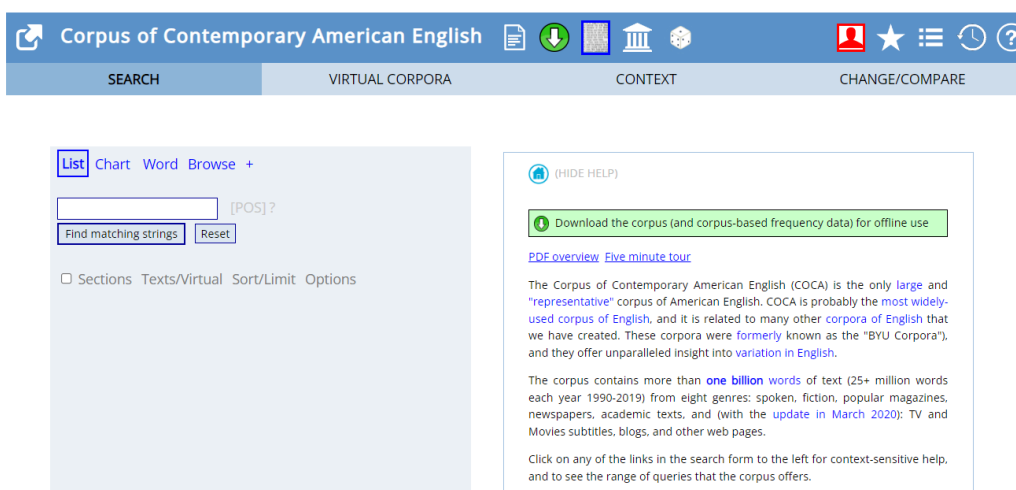 Corpus of Contemporary American English
SEARCH VIRTUAL CORPORA CONTEXT CHANGE/COMPARE
List Chart Word Browse +
[POS] ?
Find matching strings Reset
Sections Texts/Virtual Sort/Limit Options
(HIDE HELP)
Download the corpus (and corpus-based frequency data) for offline use
PDF overview Five minute tour
The Corpus of Contemporary American English (COCA) is the only large and
"representative" corpus of American English. COCA is probably the most widely-
used corpus of English, and it is related to many other corpora of English that
we have created. These corpora were formerly known as the "BYU Corpora"),
and they offer unparalleled insight into variation in English.
The corpus contains more than one billion words of text (25+ million words
each year 1990-2019) from eight genres: spoken, fiction, popular magazines,
newspapers, academic texts, and (with the update in March 2020): TV and
Movies subtitles, blogs, and other web pages.
Click on any of the links in the search form to the left for context-sensitive help,
and to see the range of queries that the corpus offers.